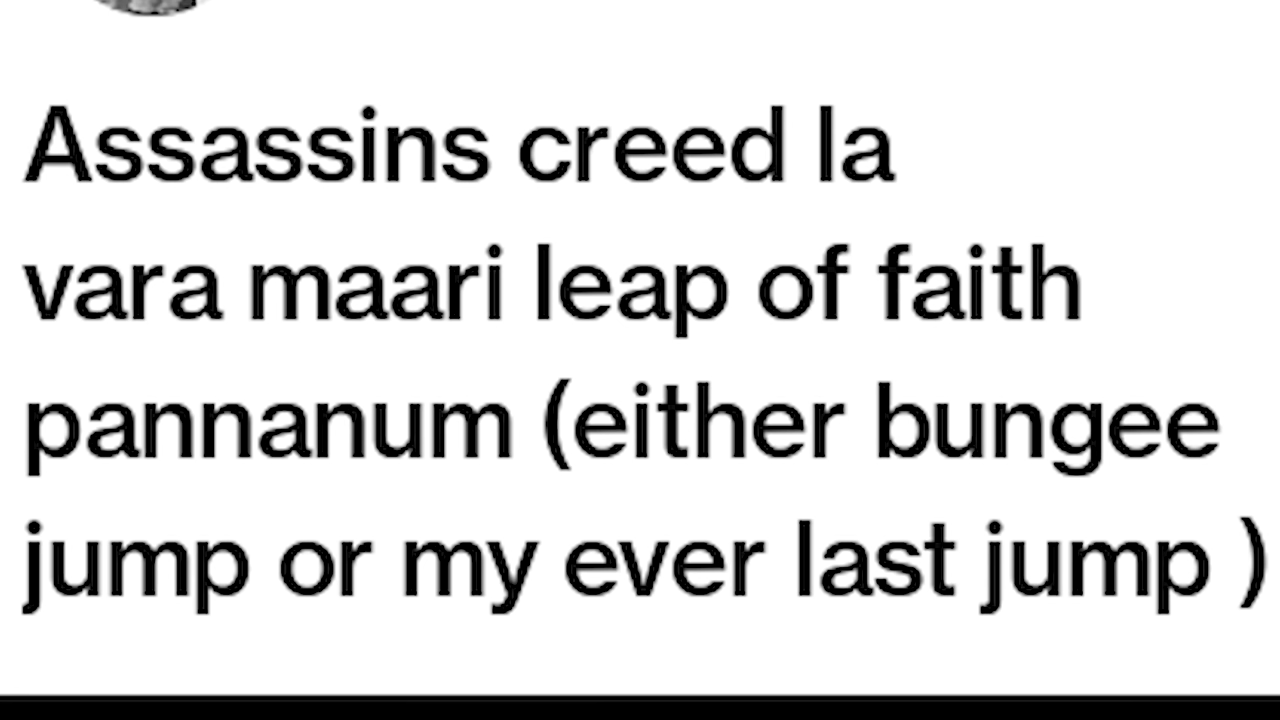 Assassins creed la
vara maari leap of faith
pannanum (either bungee
jump or my ever last jump )